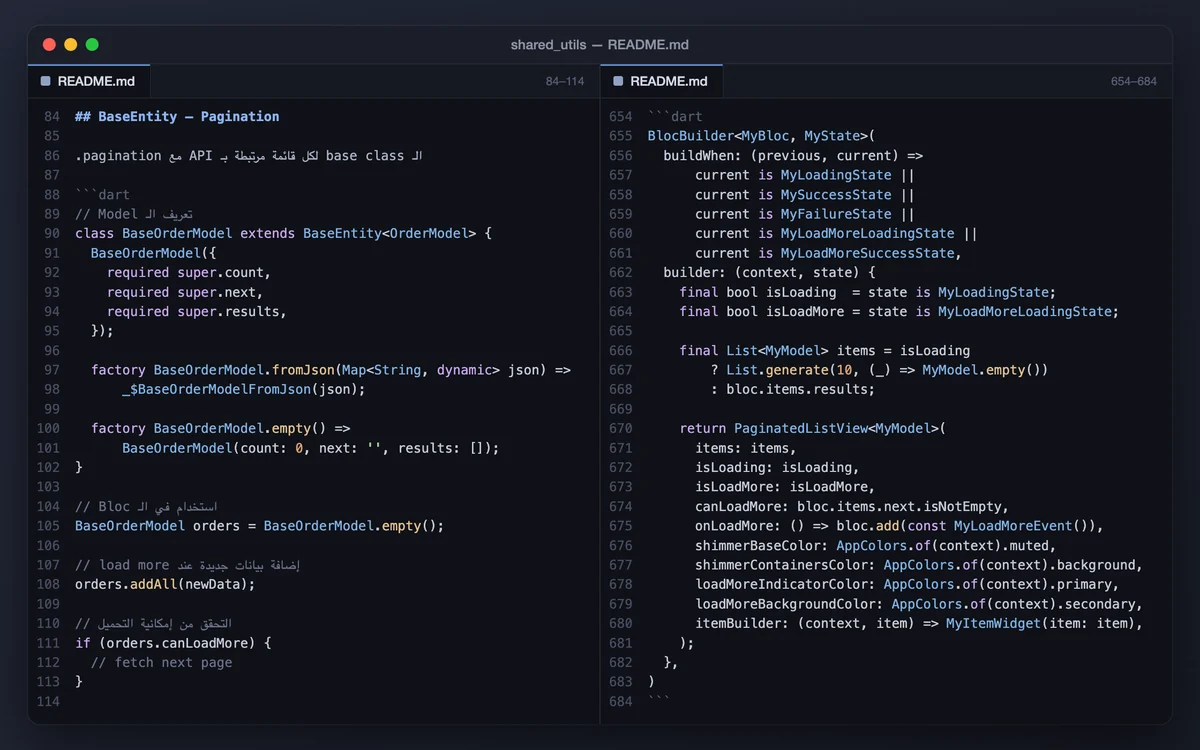 shared_utils — README.md
README.md
84–114
84 ## BaseEntity — Pagination
85
86 الـ base class لكل قائمة مرتبطة بـ API مع pagination.
87
88 ```dart
89 // Model تعريف الـ
90 class BaseOrderModel extends BaseEntity<OrderModel> {
91   BaseOrderModel({
92     required super.count,
93     required super.next,
94     required super.results,
95   });
96
97   factory BaseOrderModel.fromJson(Map<String, dynamic> json) =>
98       _$BaseOrderModelFromJson(json);
99
100   factory BaseOrderModel.empty() =>
101       BaseOrderModel(count: 0, next: '', results: []);
102 }
103
104 // Bloc استخدام في الـ
105 BaseOrderModel orders = BaseOrderModel.empty();
106
107 // load more إضافة بيانات جديدة عند
108 orders.addAll(newData);
109
110 // التحقق من إمكانية التحميل
111 if (orders.canLoadMore) {
112   // fetch next page
113 }
114
README.md
654–684
654 ```dart
655 BlocBuilder<MyBloc, MyState>(
656   buildWhen: (previous, current) =>
657       current is MyLoadingState ||
658       current is MySuccessState ||
659       current is MyFailureState ||
660       current is MyLoadMoreLoadingState ||
661       current is MyLoadMoreSuccessState,
662   builder: (context, state) {
663     final bool isLoading  = state is MyLoadingState;
664     final bool isLoadMore = state is MyLoadMoreLoadingState;
665
666     final List<MyModel> items = isLoading
667         ? List.generate(10, (_) => MyModel.empty())
668         : bloc.items.results;
669
670     return PaginatedListView<MyModel>(
671       items: items,
672       isLoading: isLoading,
673       isLoadMore: isLoadMore,
674       canLoadMore: bloc.items.next.isNotEmpty,
675       onLoadMore: () => bloc.add(const MyLoadMoreEvent()),
676       shimmerBaseColor: AppColors.of(context).muted,
677       shimmerContainersColor: AppColors.of(context).background,
678       loadMoreIndicatorColor: AppColors.of(context).primary,
679       loadMoreBackgroundColor: AppColors.of(context).secondary,
680       itemBuilder: (context, item) => MyItemWidget(item: item),
681     );
682   },
683 )
684 ```